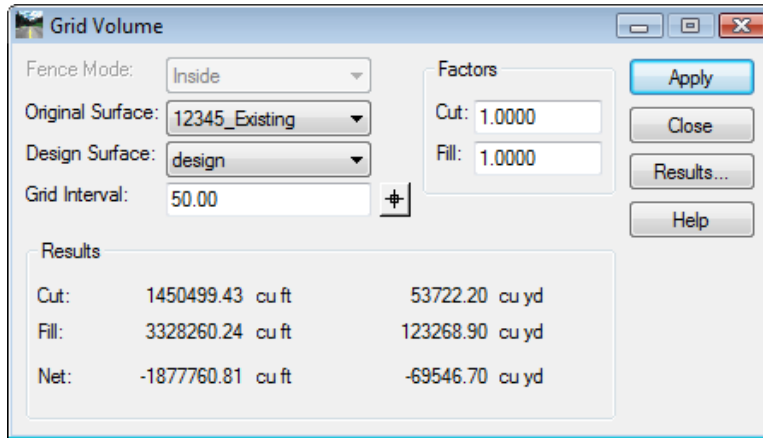 Grid Volume
Fence Mode: Inside
Original Surface: 12345_Existing
Design Surface: design
Grid Interval: 50.00
Factors
Cut: 1.0000
Fill: 1.0000
Apply
Close
Results...
Help
Results
Cut: 1450499.43 cu ft 53722.20 cu yd
Fill: 3328260.24 cu ft 123268.90 cu yd
Net: -1877760.81 cu ft -69546.70 cu yd